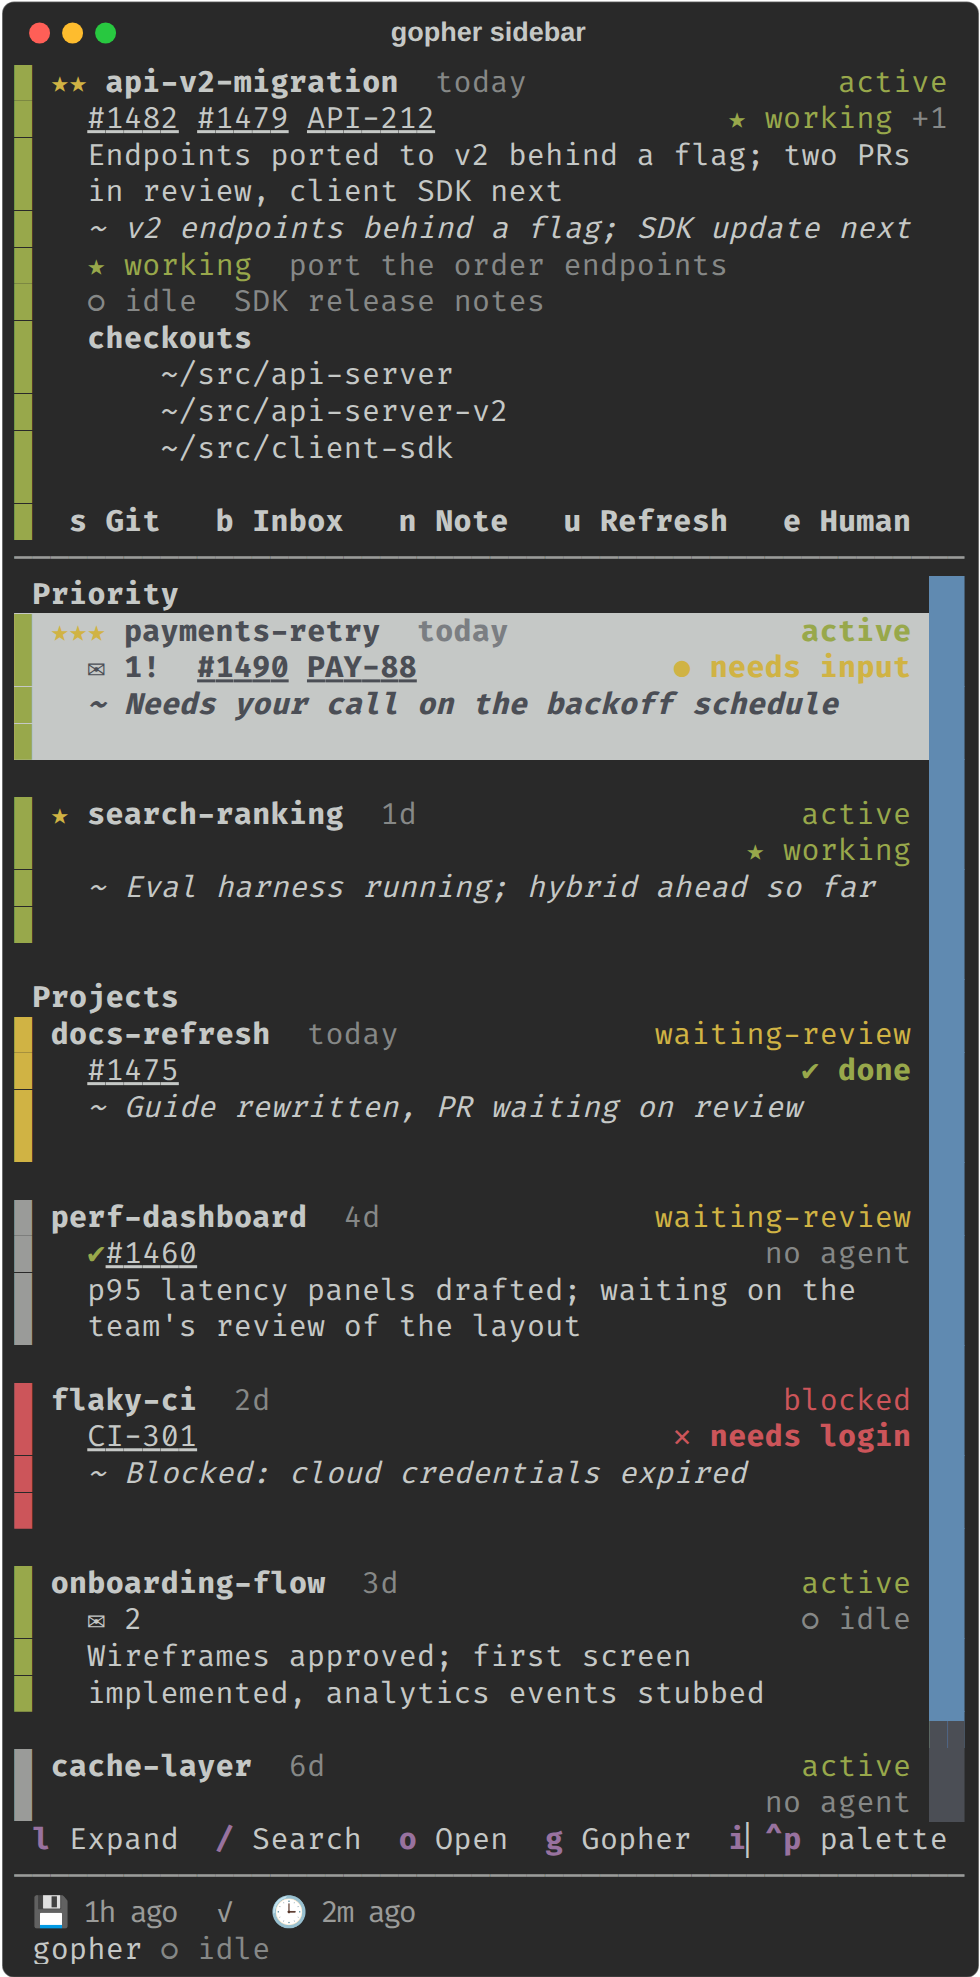 gopher sidebar
★★ api-v2-migration today active
#1482 #1479 API-212 ★ working +1
Endpoints ported to v2 behind a flag; two PRs
in review, client SDK next
~ v2 endpoints behind a flag; SDK update next
★ working port the order endpoints
○ idle SDK release notes
checkouts
~/src/api-server
~/src/api-server-v2
~/src/client-sdk
s Git b Inbox n Note u Refresh e Human
Priority
★★★ payments-retry today active
✉ 1! #1490 PAY-88 ● needs input
~ Needs your call on the backoff schedule
★ search-ranking 1d active
★ working
~ Eval harness running; hybrid ahead so far
Projects
docs-refresh today waiting-review
#1475 ✔ done
~ Guide rewritten, PR waiting on review
perf-dashboard 4d waiting-review
✔#1460 no agent
p95 latency panels drafted; waiting on the
team's review of the layout
flaky-ci 2d blocked
CI-301 ✕ needs login
~ Blocked: cloud credentials expired
onboarding-flow 3d active
✉ 2 ○ idle
Wireframes approved; first screen
implemented, analytics events stubbed
cache-layer 6d active
no agent
l Expand / Search o Open g Gopher i│ ^p palette
💾 1h ago √ 🕒 2m ago
gopher ○ idle